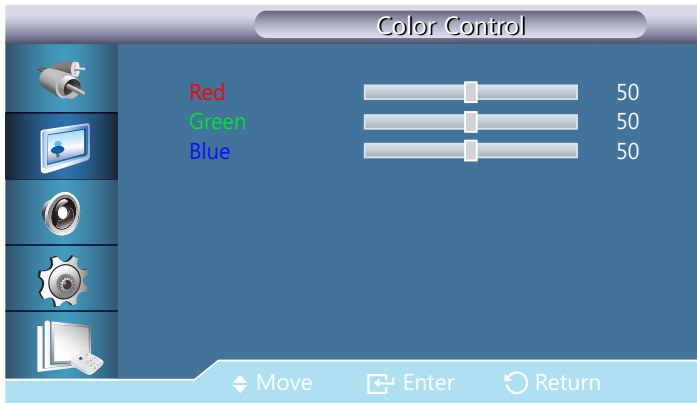 Color Control
Red 50
Green 50
Blue 50
Move Enter Return